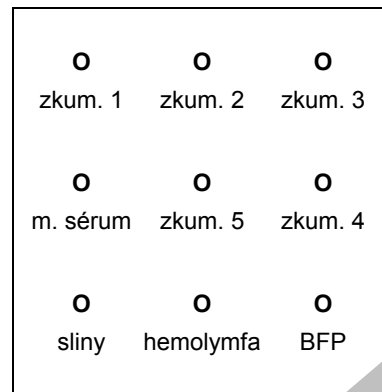 O O O
zkum. 1 zkum. 2 zkum. 3
O O O
m. sérum zkum. 5 zkum. 4
O O O
sliny hemolymfa BFP